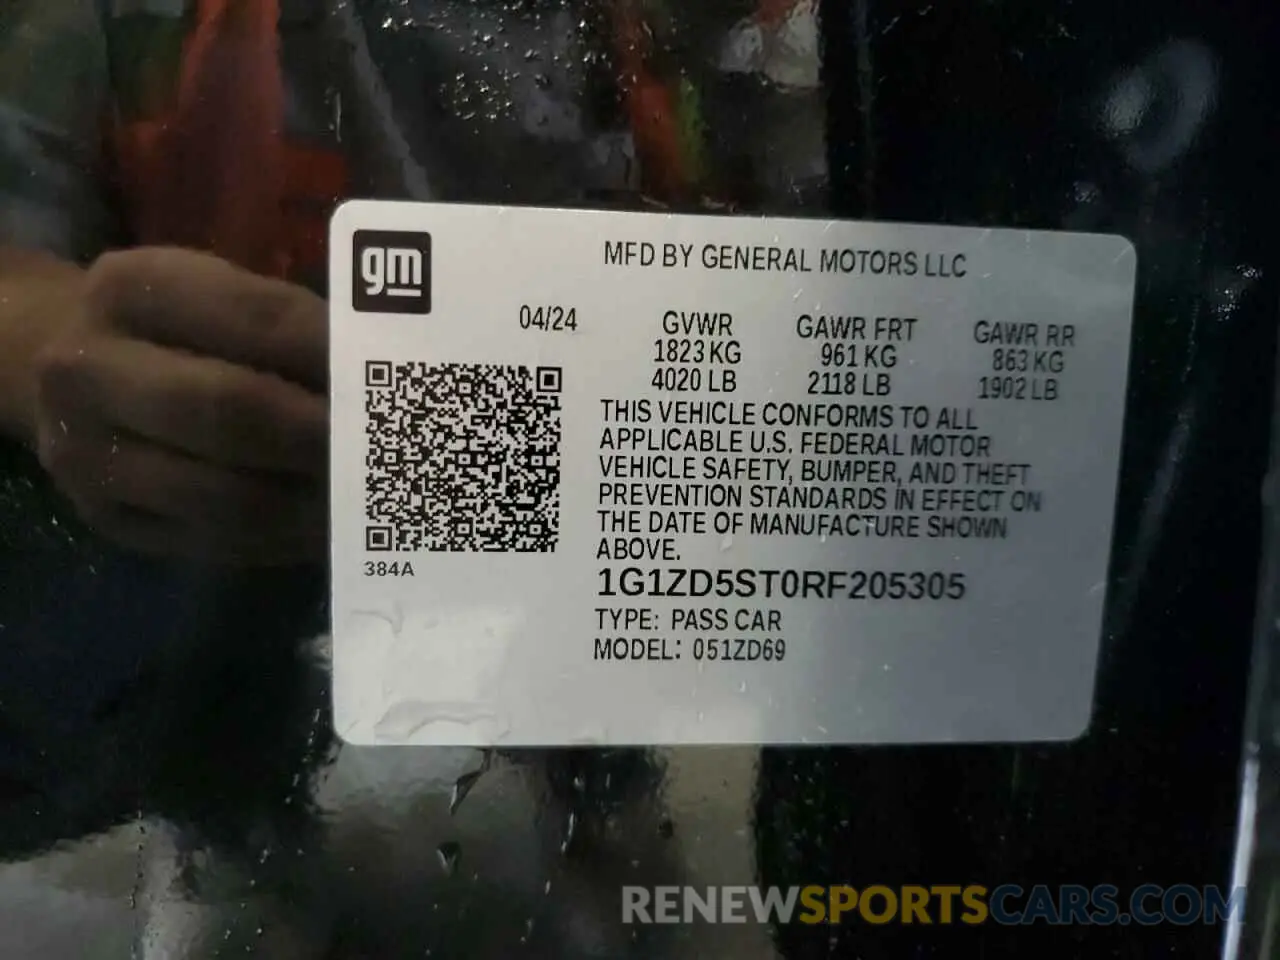 gm
MFD BY GENERAL MOTORS LLC
04/24 GVWR GAWR FRT GAWR RR
1823 KG 961 KG 863 KG
4020 LB 2118 LB 1902 LB
THIS VEHICLE CONFORMS TO ALL
APPLICABLE U.S. FEDERAL MOTOR
VEHICLE SAFETY, BUMPER, AND THEFT
PREVENTION STANDARDS IN EFFECT ON
THE DATE OF MANUFACTURE SHOWN
ABOVE.
384A
1G1ZD5ST0RF205305
TYPE: PASS CAR
MODEL: 051ZD69
RENEWSPORTSCARS.COM